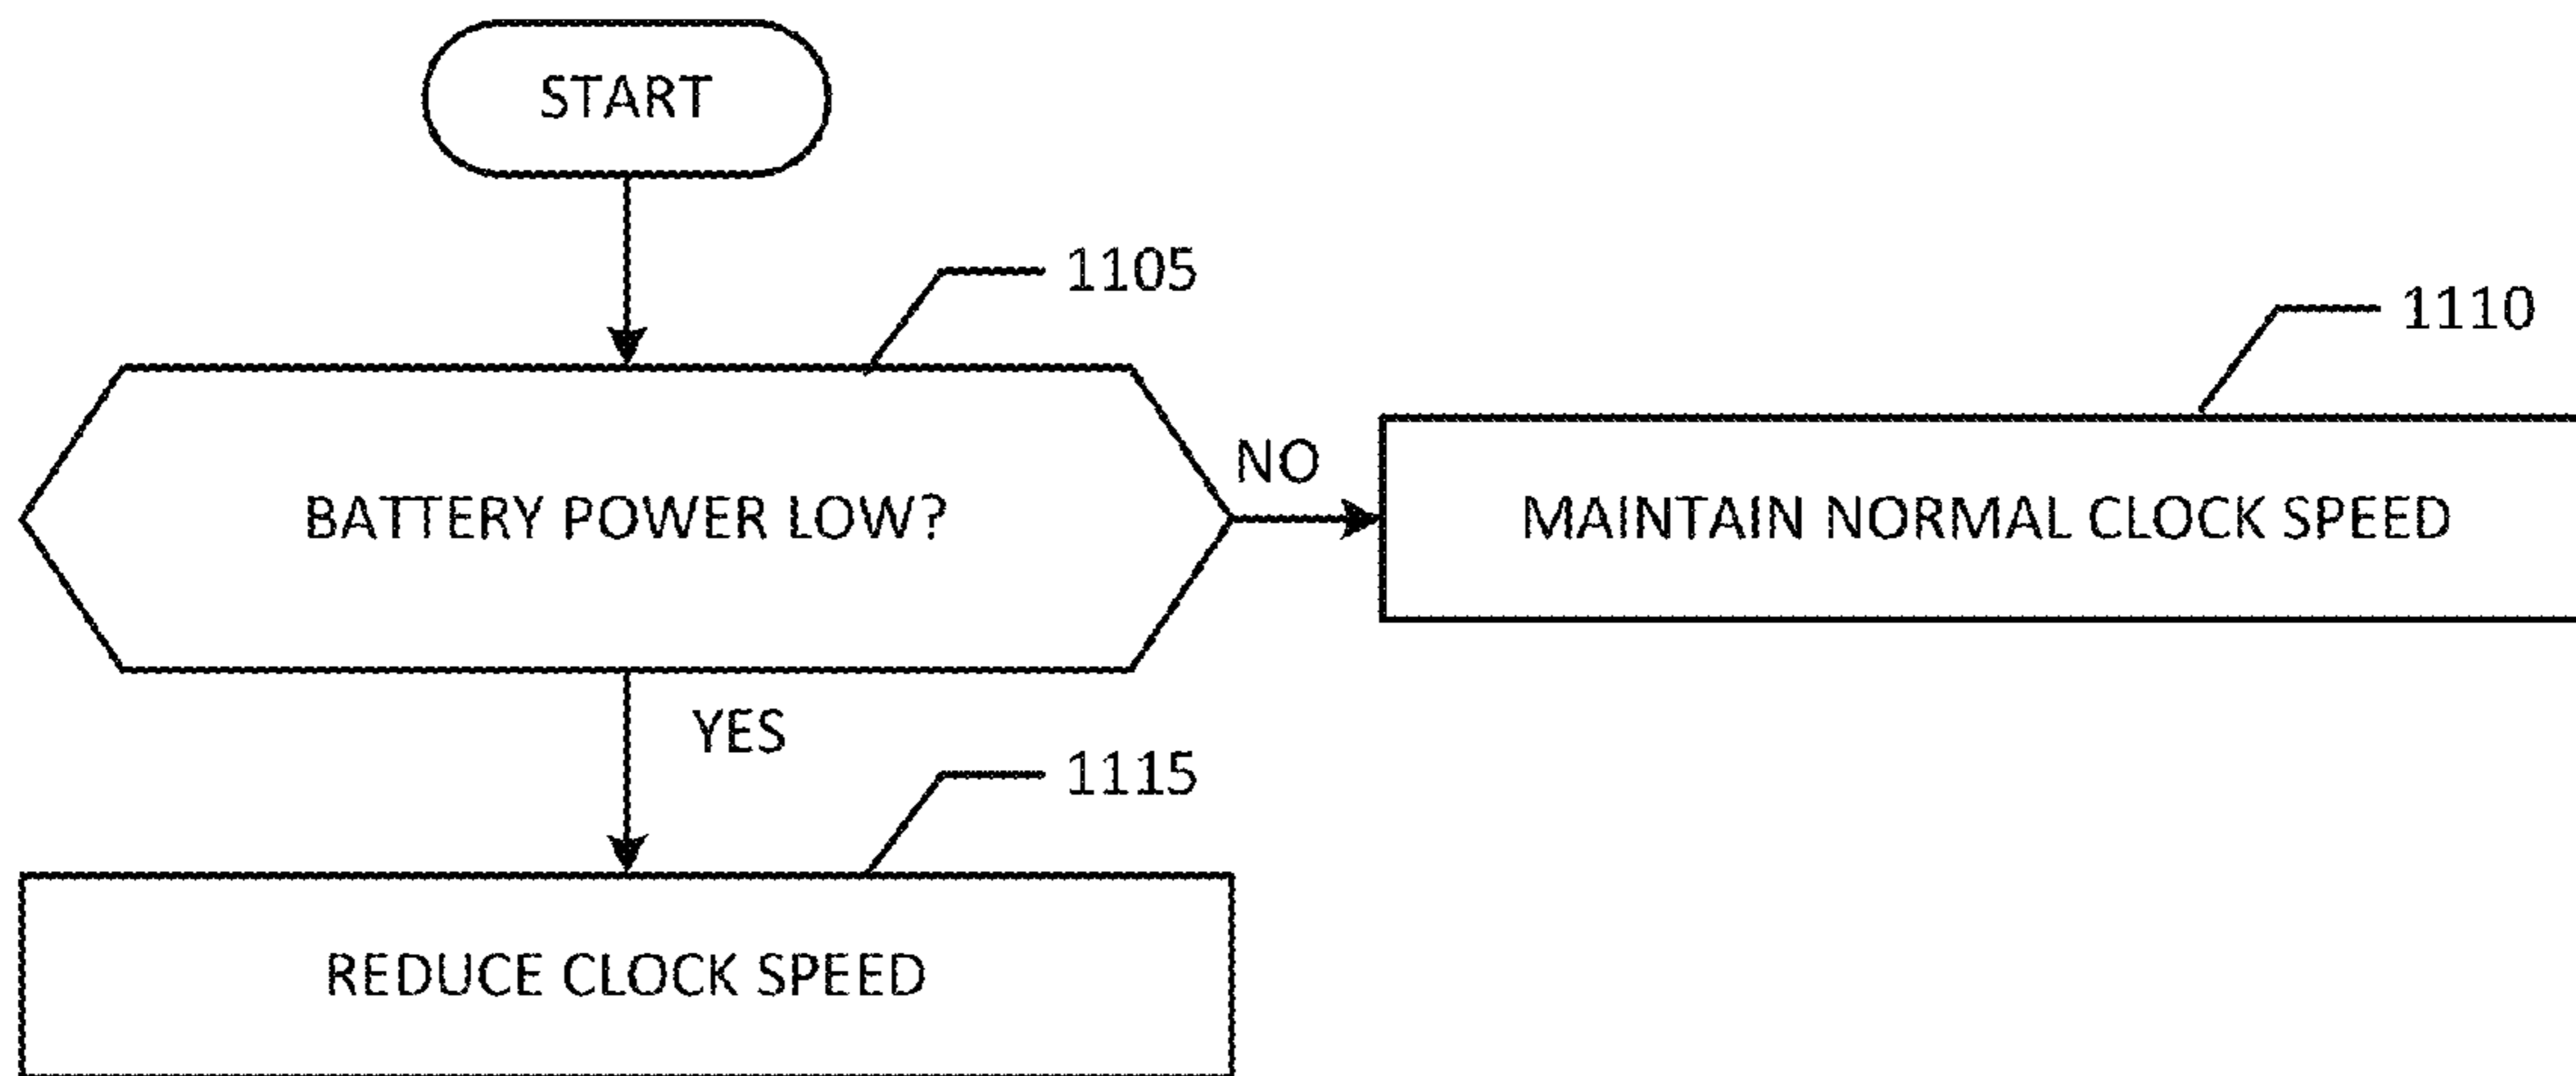 START
1105
1110
NO
BATTERY POWER LOW?
MAINTAIN NORMAL CLOCK SPEED
YES
1115
REDUCE CLOCK SPEED